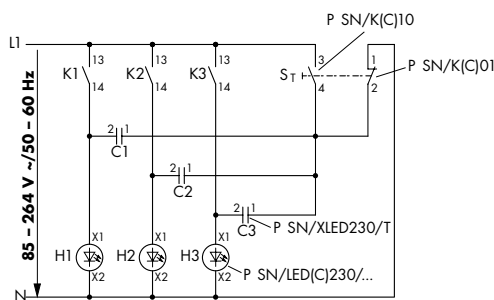 P SN/K(C)10
L1
13 13 13 3 1
K1 K2 K3 S T P SN/K(C)01
14 14 14 4 2
85 – 264 V ~/50 – 60 Hz
2 1
C1
2 1
C2
2 1
C3 P SN/XLED230/T
X1 X1 X1
H1 H2 H3
X2 X2 X2 P SN/LED(C)230/...
N